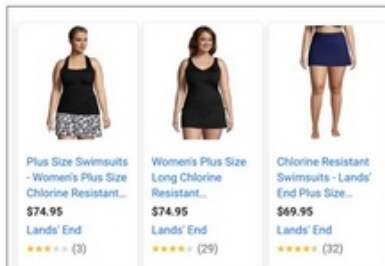 Plus Size Swimsuits
- Women's Plus Size
Chlorine Resistant...
$74.95
Lands' End
(3)
Women's Plus Size
Long Chlorine
Resistant...
$74.95
Lands' End
(29)
Chlorine Resistant
Swimsuits - Lands'
End Plus Size...
$69.95
Lands' End
(32)